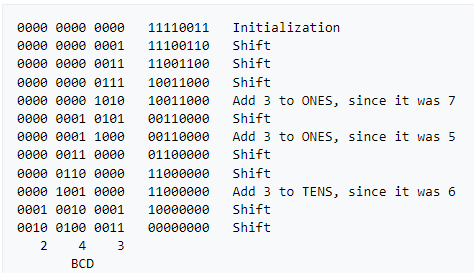 0000 0000 0000   11110011   Initialization
0000 0000 0001   11100110   Shift
0000 0000 0011   11001100   Shift
0000 0000 0111   10011000   Shift
0000 0000 1010   10011000   Add 3 to ONES, since it was 7
0000 0001 0101   00110000   Shift
0000 0001 1000   00110000   Add 3 to ONES, since it was 5
0000 0011 0000   01100000   Shift
0000 0110 0000   11000000   Shift
0000 1001 0000   11000000   Add 3 to TENS, since it was 6
0001 0010 0001   10000000   Shift
0010 0100 0011   00000000   Shift
2    4    3
BCD